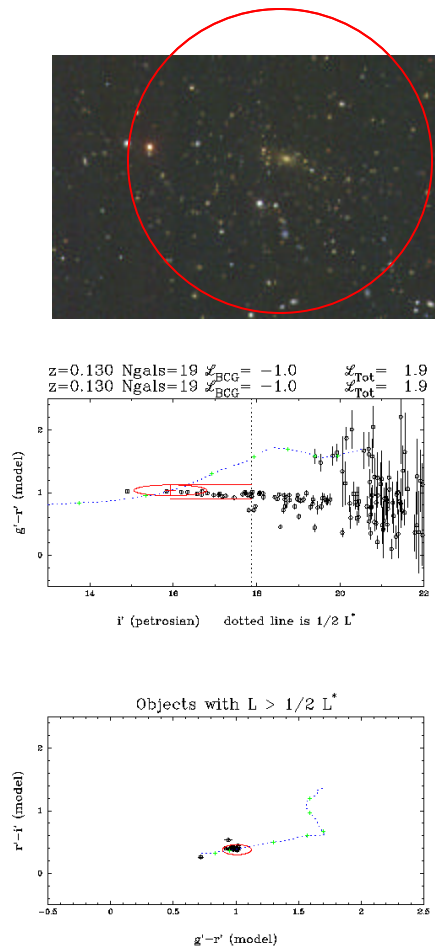 z=0.130 Ngals=19 ℒBCG= −1.0 ℒTot= 1.9
z=0.130 Ngals=19 ℒBCG= −1.0 ℒTot= 1.9
2
1
0
g'−r' (model)
14 16 18 20 22
i' (petrosian) dotted line is 1/2 L*
Objects with L > 1/2 L*
2
1
0
r'−i' (model)
−0.5 0 0.5 1 1.5 2 2.5
g'−r' (model)